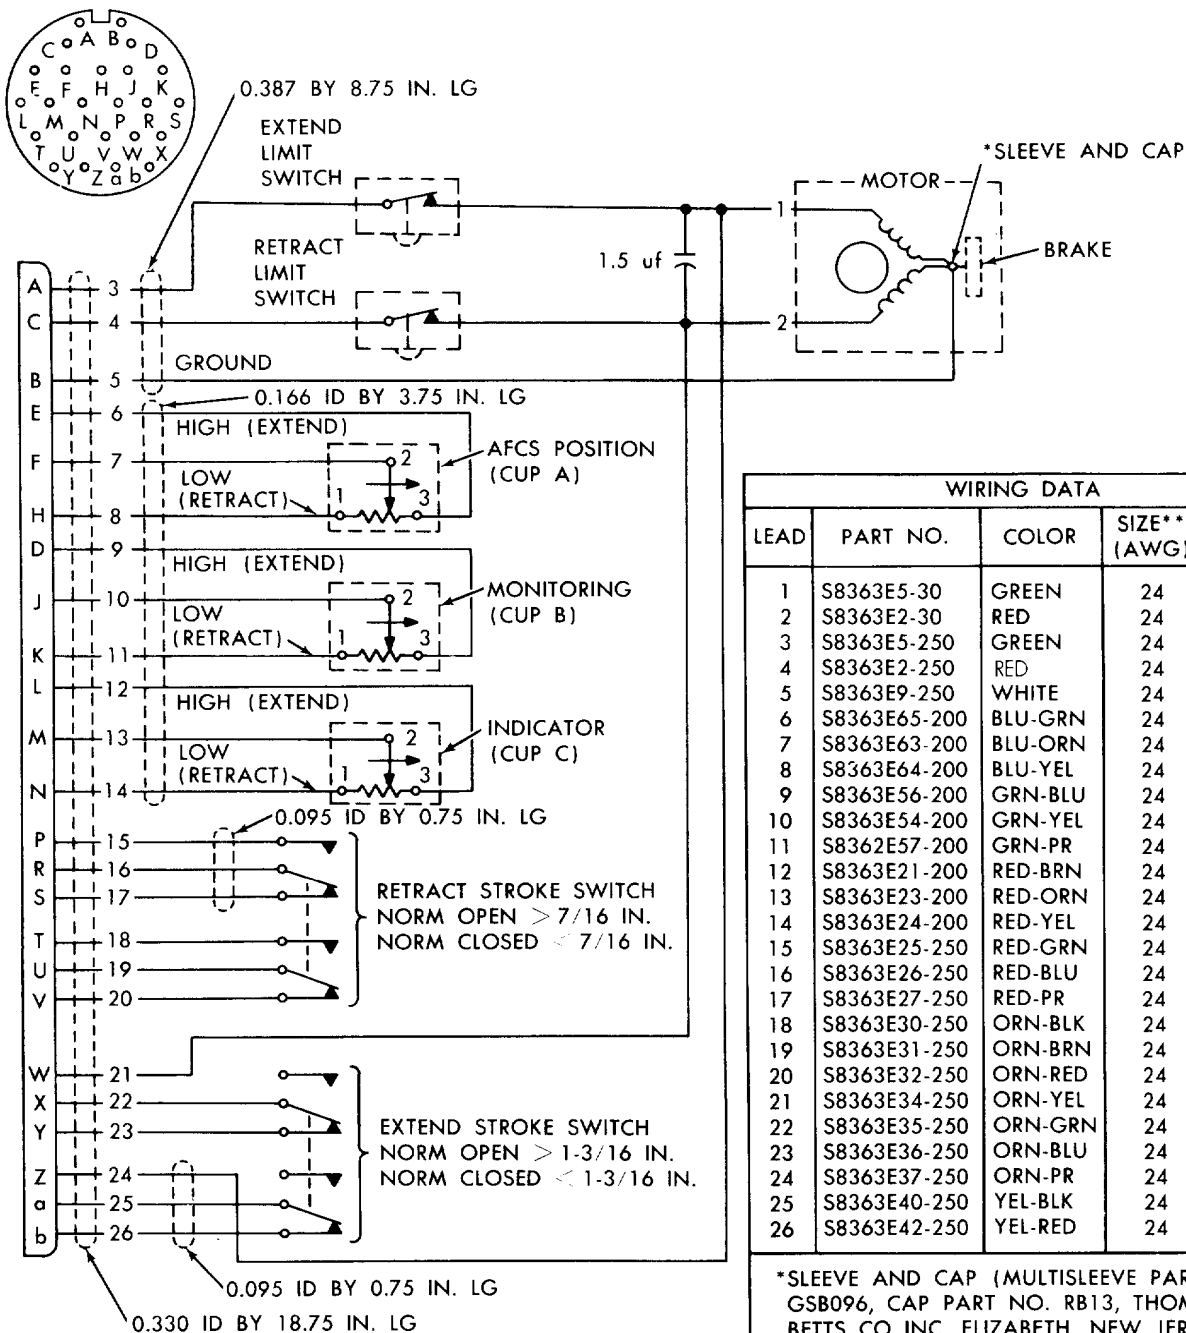 A B
C D
E F H J K
L M N P R S
T U V W X
Y Z a b
0.387 BY 8.75 IN. LG
EXTEND
LIMIT
SWITCH
*SLEEVE AND CAP
MOTOR
1
RETRACT
LIMIT
SWITCH
1.5 uf
BRAKE
A 3
C 4
2
GROUND
B 5
0.166 ID BY 3.75 IN. LG
E 6
HIGH (EXTEND)
AFCS POSITION
(CUP A)
F 7
2
LOW
(RETRACT)
1 3
H 8
D 9
HIGH (EXTEND)
MONITORING
(CUP B)
J 10
2
LOW
(RETRACT)
1 3
K 11
L 12
HIGH (EXTEND)
INDICATOR
(CUP C)
M 13
2
LOW
(RETRACT)
1 3
N 14
0.095 ID BY 0.75 IN. LG
P 15
R 16
S 17
T 18
U 19
V 20
RETRACT STROKE SWITCH
NORM OPEN > 7/16 IN.
NORM CLOSED < 7/16 IN.
W 21
X 22
Y 23
Z 24
a 25
b 26
EXTEND STROKE SWITCH
NORM OPEN > 1-3/16 IN.
NORM CLOSED < 1-3/16 IN.
0.095 ID BY 0.75 IN. LG
0.330 ID BY 18.75 IN. LG
WIRING DATA
LEAD PART NO. COLOR SIZE** (AWG)
1 S8363E5-30 GREEN 24
2 S8363E2-30 RED 24
3 S8363E5-250 GREEN 24
4 S8363E2-250 RED 24
5 S8363E9-250 WHITE 24
6 S8363E65-200 BLU-GRN 24
7 S8363E63-200 BLU-ORN 24
8 S8363E64-200 BLU-YEL 24
9 S8363E56-200 GRN-BLU 24
10 S8363E54-200 GRN-YEL 24
11 S8362E57-200 GRN-PR 24
12 S8363E21-200 RED-BRN 24
13 S8363E23-200 RED-ORN 24
14 S8363E24-200 RED-YEL 24
15 S8363E25-250 RED-GRN 24
16 S8363E26-250 RED-BLU 24
17 S8363E27-250 RED-PR 24
18 S8363E30-250 ORN-BLK 24
19 S8363E31-250 ORN-BRN 24
20 S8363E32-250 ORN-RED 24
21 S8363E34-250 ORN-YEL 24
22 S8363E35-250 ORN-GRN 24
23 S8363E36-250 ORN-BLU 24
24 S8363E37-250 ORN-PR 24
25 S8363E40-250 YEL-BLK 24
26 S8363E42-250 YEL-RED 24
*SLEEVE AND CAP (MULTISLEEVE PAR
GSB096, CAP PART NO. RB13, THOM
BETTS CO INC, ELIZABETH, NEW JER